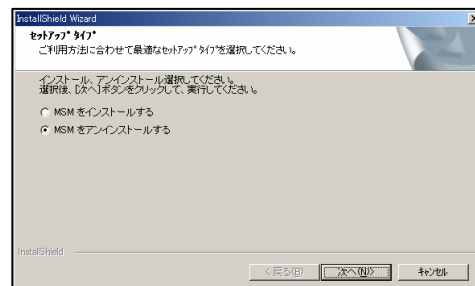 InstallShield Wizard
ｾｯﾄｱｯﾌﾟ ﾀｲﾌﾟ
ご利用方法に合わせて最適なｾｯﾄｱｯﾌﾟ ﾀｲﾌﾟを選択してください。
インストール、アンインストール選択してください。
選択後、[次へ]ボタンをクリックして、実行してください。
MSM をインストールする
MSM をアンインストールする
InstallShield
< 戻る(B)
次へ(N)>
ｷｬﾝｾﾙ